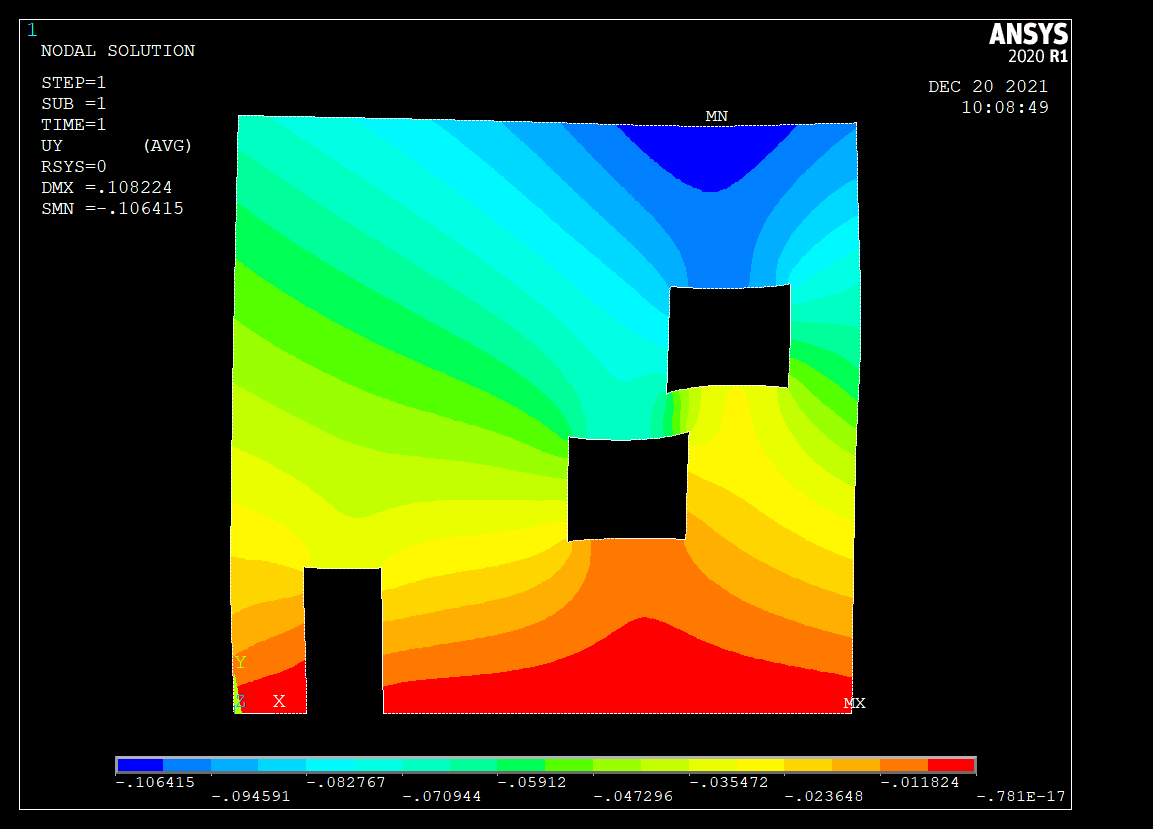 1
NODAL SOLUTION
STEP=1
SUB =1
TIME=1
UY (AVG)
RSYS=0
DMX =.108224
SMN =-.106415
ANSYS
2020 R1
DEC 20 2021
10:08:49
MN
Y
Z X
MX
-.106415 -.082767 -.05912 -.035472 -.011824
-.094591 -.070944 -.047296 -.023648 -.781E-17